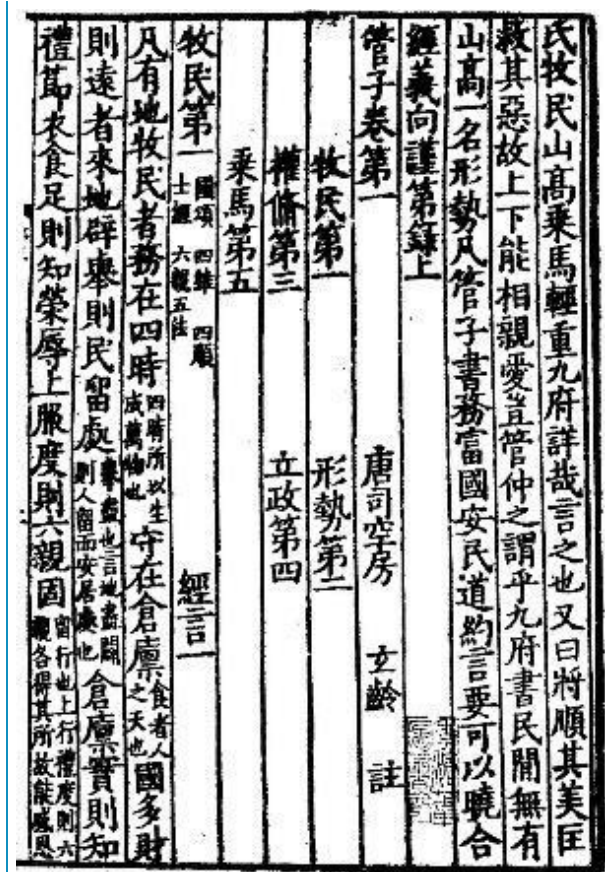 氏牧民山髙乗馬輕重九府詳哉言之也又曰將順其美匡
救其惡故上下能相親愛豈管仲之謂乎九府書民間無有
山髙一名形勢凡管子書務富國安民道約言要可以曉合
經義向謹第録上
管子卷第一 唐司空房 玄齡 註
牧民第一 形勢第二
權脩第三 立政第四
乗馬第五
牧民第一 國頌 四維 四順 士經 六親五法 經言一
凡有地牧民者務在四時四時所以生成萬物也守在倉廩食者人之天也國多財
則遠者來地辟舉則民留處舉盡也言地盡闢則人留而安居處也倉廩實則知
禮節衣食足則知榮辱上服度則六親固服行也上行禮度則六親各得其所故能感恩